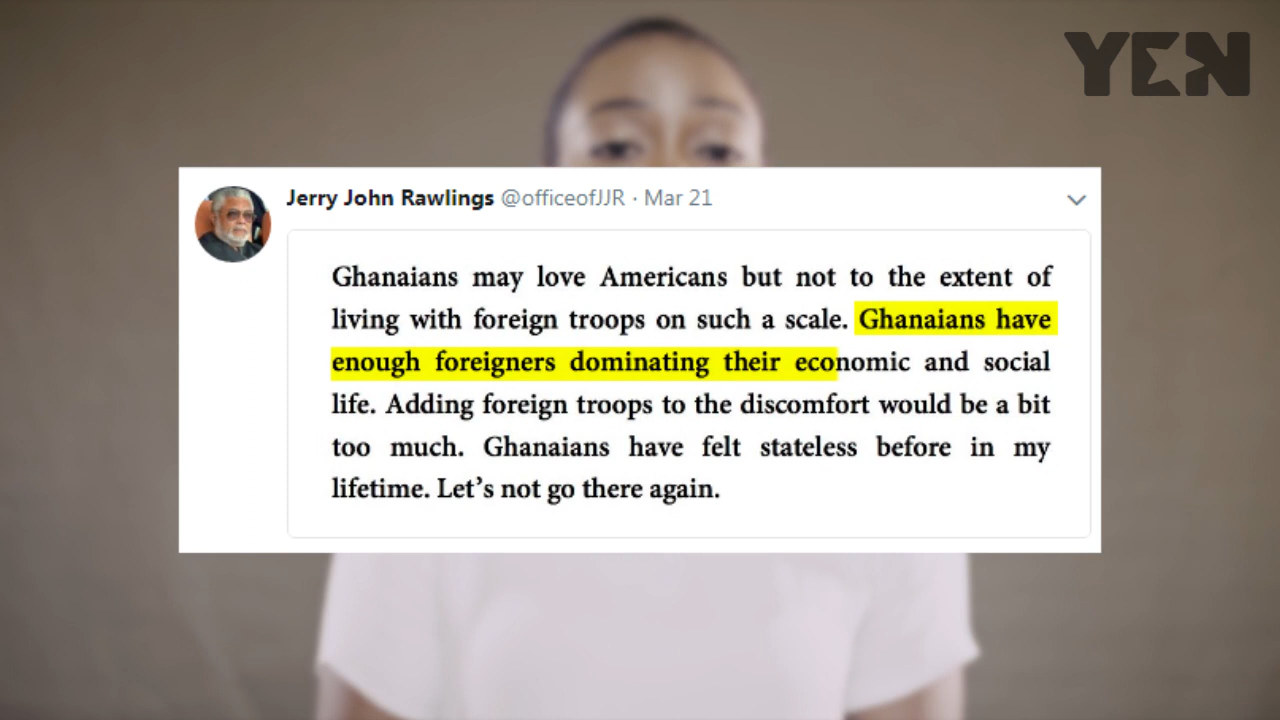 YEN
Jerry John Rawlings @officeofJJR · Mar 21
Ghanaians may love Americans but not to the extent of
living with foreign troops on such a scale. Ghanaians have
enough foreigners dominating their economic and social
life. Adding foreign troops to the discomfort would be a bit
too much. Ghanaians have felt stateless before in my
lifetime. Let’s not go there again.